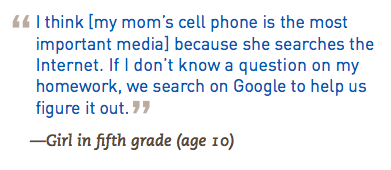 “I think [my mom’s cell phone is the most
important media] because she searches the
Internet. If I don’t know a question on my
homework, we search on Google to help us
figure it out.”
—Girl in fifth grade (age 10)